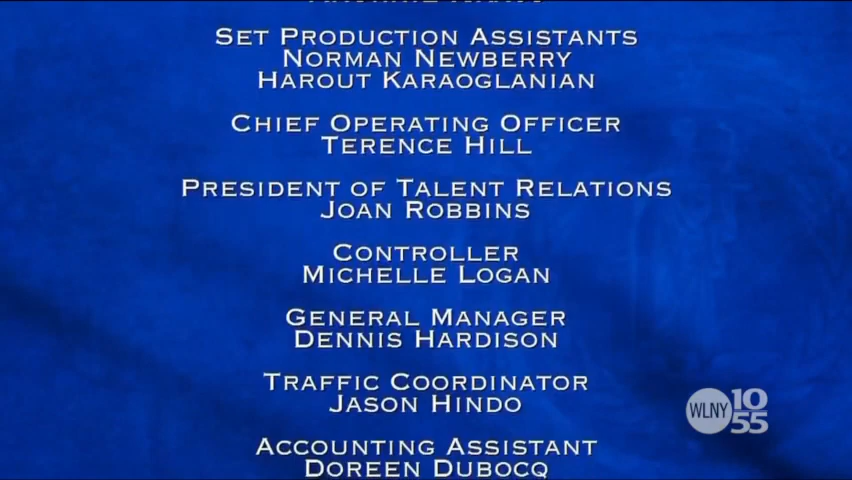 SET PRODUCTION ASSISTANTS
NORMAN NEWBERRY
HAROUT KARAOGLANIAN
CHIEF OPERATING OFFICER
TERENCE HILL
PRESIDENT OF TALENT RELATIONS
JOAN ROBBINS
CONTROLLER
MICHELLE LOGAN
GENERAL MANAGER
DENNIS HARDISON
TRAFFIC COORDINATOR
JASON HINDO
ACCOUNTING ASSISTANT
DOREEN DUBOCQ
WLNY 10
55